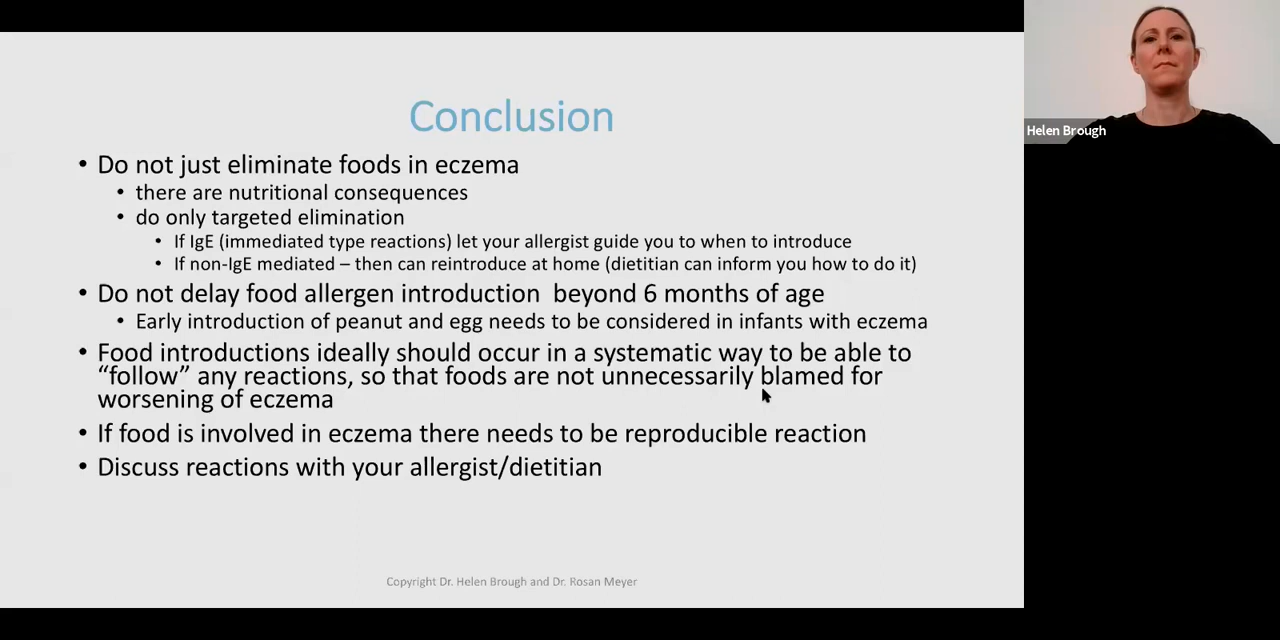 Conclusion
• Do not just eliminate foods in eczema
• there are nutritional consequences
• do only targeted elimination
• If IgE (immediated type reactions) let your allergist guide you to when to introduce
• If non-IgE mediated – then can reintroduce at home (dietitian can inform you how to do it)
• Do not delay food allergen introduction  beyond 6 months of age
• Early introduction of peanut and egg needs to be considered in infants with eczema
• Food introductions ideally should occur in a systematic way to be able to
“follow” any reactions, so that foods are not unnecessarily blamed for
worsening of eczema
• If food is involved in eczema there needs to be reproducible reaction
• Discuss reactions with your allergist/dietitian
Copyright Dr. Helen Brough and Dr. Rosan Meyer
Helen Brough